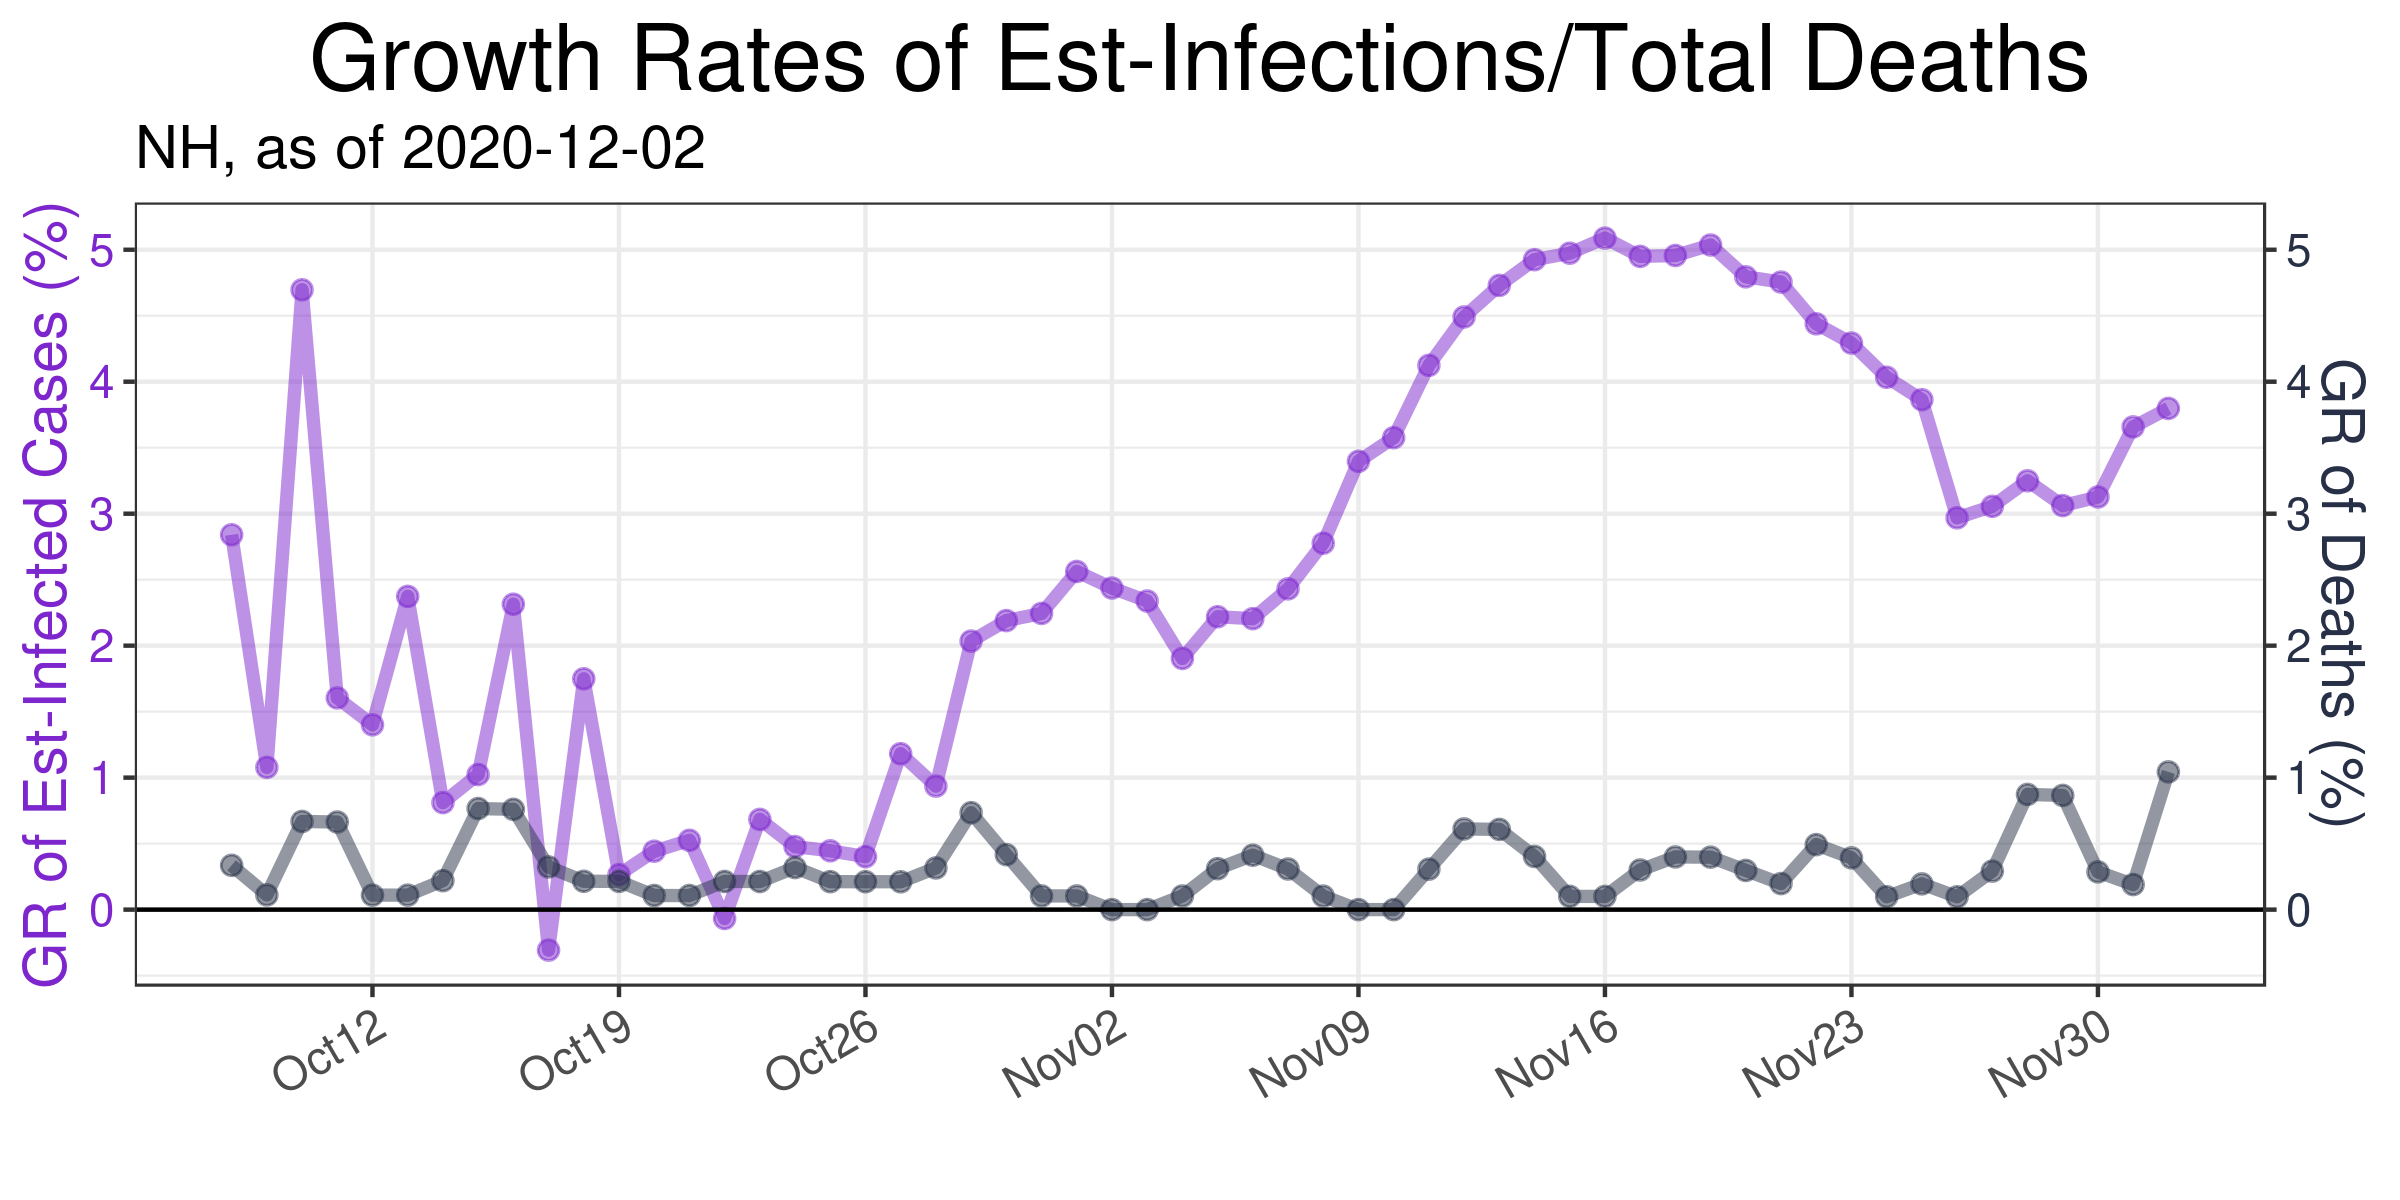 Growth Rates of Est-Infections/Total Deaths
NH, as of 2020-12-02
GR of Est-Infected Cases (%)
5
4
3
2
1
0
5
4
3
2
1
0
GR of Deaths (%)
Oct12
Oct19
Oct26
Nov02
Nov09
Nov16
Nov23
Nov30